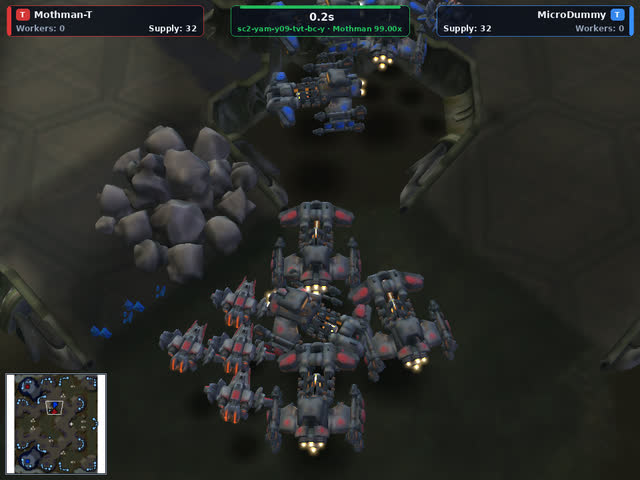 T Mothman-T
Workers: 0 Supply: 32
0.2s
sc2-yam-y09-tvt-bc-y · Mothman 99.00x
MicroDummy T
Supply: 32 Workers: 0